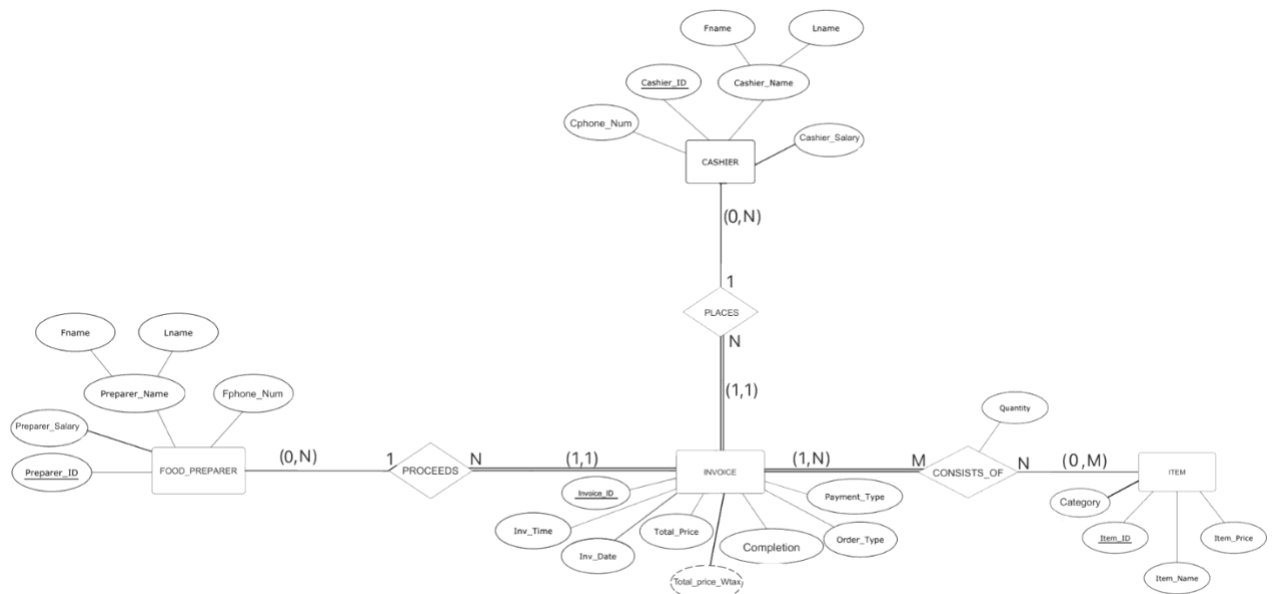 Fname
Lname
Cashier_ID
Cashier_Name
Cphone_Num
Cashier_Salary
CASHIER
(0,N)
1
PLACES
N
(1,1)
Fname
Lname
Preparer_Name
Fphone_Num
Preparer_Salary
Preparer_ID
FOOD_PREPARER
(0,N)
1
PROCEEDS
N
(1,1)
INVOICE
(1,N)
M
CONSISTS_OF
Quantity
N
(0,M)
ITEM
Invoice_ID
Inv_Time
Inv_Date
Total_Price
Total_price_Wtax
Completion
Order_Type
Payment_Type
Category
Item_ID
Item_Name
Item_Price